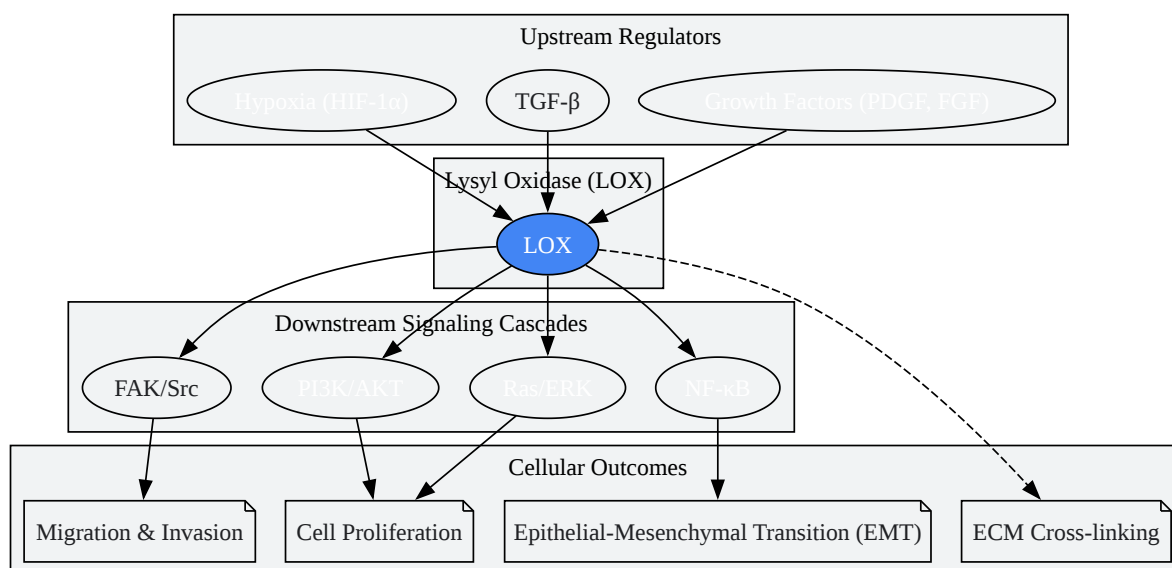 Upstream Regulators
Hypoxia (HIF-1α)
TGF-β
Growth Factors (PDGF, FGF)
Lysyl Oxidase (LOX)
LOX
Downstream Signaling Cascades
FAK/Src
PI3K/AKT
Ras/ERK
NF-κB
Cellular Outcomes
Migration & Invasion
Cell Proliferation
Epithelial-Mesenchymal Transition (EMT)
ECM Cross-linking